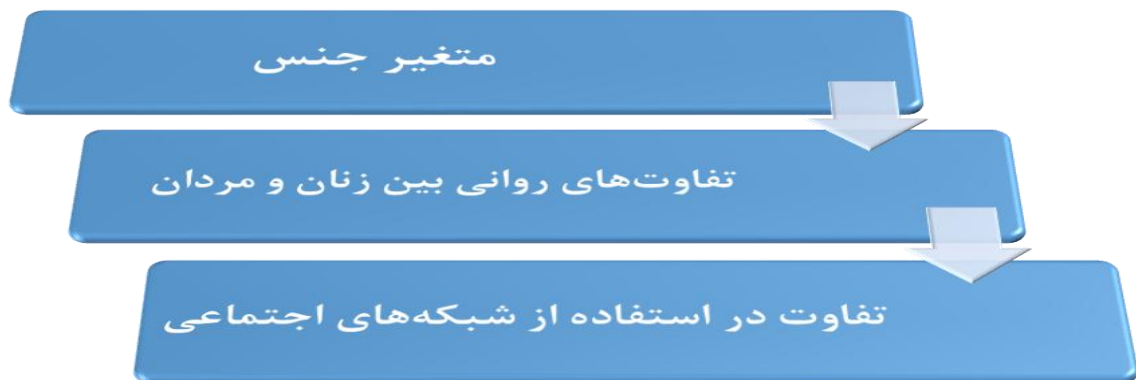 متغیر جنس
تفاوت‌های روانی بین زنان و مردان
تفاوت در استفاده از شبکه‌های اجتماعی